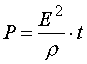 P = E²/ρ · t